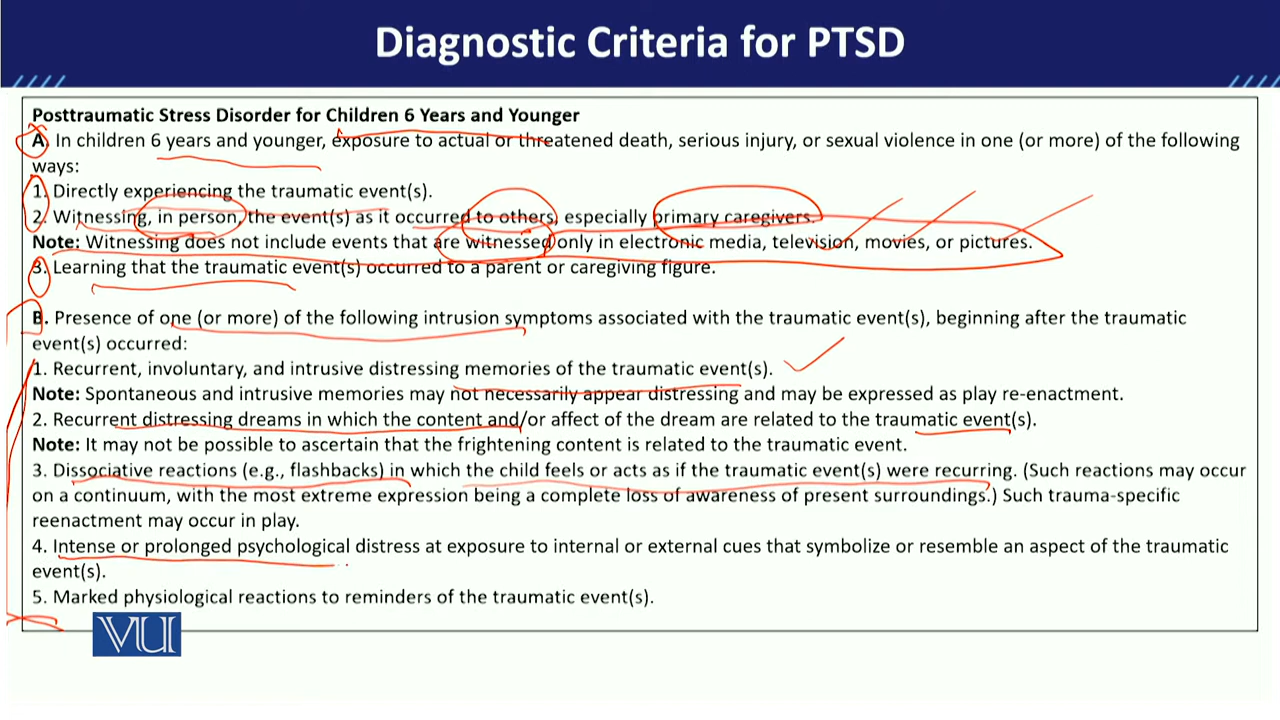 Diagnostic Criteria for PTSD
Posttraumatic Stress Disorder for Children 6 Years and Younger
A. In children 6 years and younger, exposure to actual or threatened death, serious injury, or sexual violence in one (or more) of the following
ways:
1. Directly experiencing the traumatic event(s).
2. Witnessing, in person, the event(s) as it occurred to others, especially primary caregivers.
Note: Witnessing does not include events that are witnessed only in electronic media, television, movies, or pictures.
3. Learning that the traumatic event(s) occurred to a parent or caregiving figure.
B. Presence of one (or more) of the following intrusion symptoms associated with the traumatic event(s), beginning after the traumatic
event(s) occurred:
1. Recurrent, involuntary, and intrusive distressing memories of the traumatic event(s).
Note: Spontaneous and intrusive memories may not necessarily appear distressing and may be expressed as play re-enactment.
2. Recurrent distressing dreams in which the content and/or affect of the dream are related to the traumatic event(s).
Note: It may not be possible to ascertain that the frightening content is related to the traumatic event.
3. Dissociative reactions (e.g., flashbacks) in which the child feels or acts as if the traumatic event(s) were recurring. (Such reactions may occur
on a continuum, with the most extreme expression being a complete loss of awareness of present surroundings.) Such trauma-specific
reenactment may occur in play.
4. Intense or prolonged psychological distress at exposure to internal or external cues that symbolize or resemble an aspect of the traumatic
event(s).
5. Marked physiological reactions to reminders of the traumatic event(s).
VU